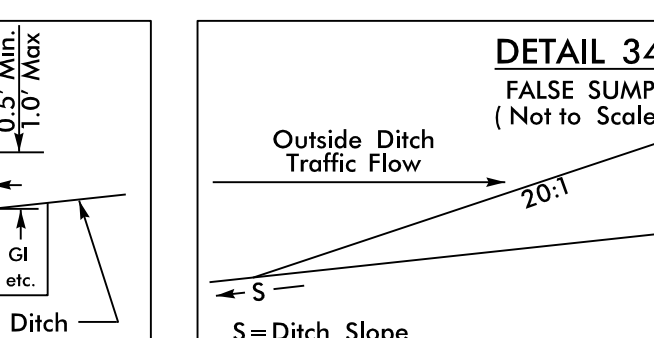 0.5' Min.
1.0' Max
GI
etc.
Ditch
DETAIL 34
FALSE SUMP
( Not to Scale
Outside Ditch
Traffic Flow
20:1
S
S=Ditch Slope